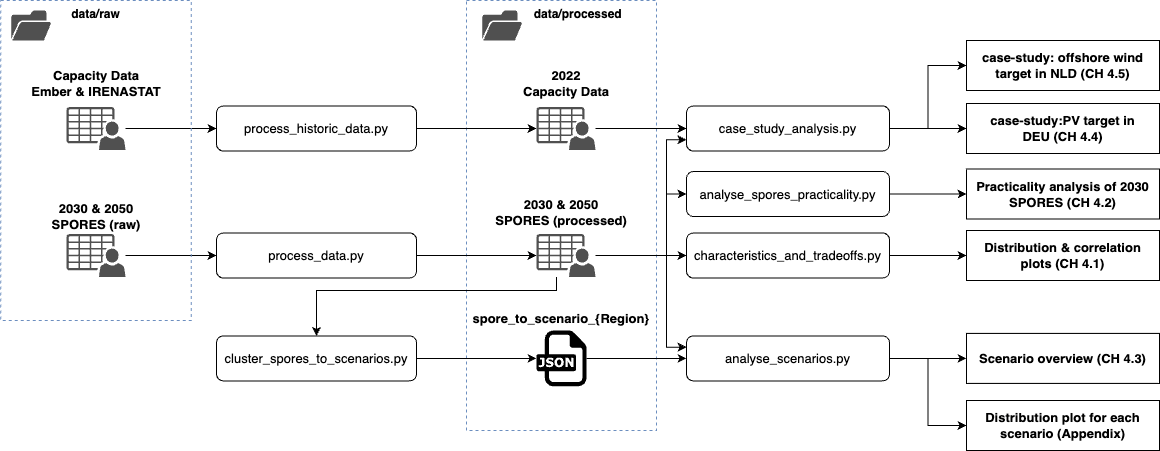 data/raw
data/processed
Capacity Data
Ember & IRENASTAT
process_historic_data.py
2022
Capacity Data
case_study_analysis.py
case-study: offshore wind
target in NLD (CH 4.5)
case-study:PV target in
DEU (CH 4.4)
analyse_spores_practicality.py
Practicality analysis of 2030
SPORES (CH 4.2)
2030 & 2050
SPORES (raw)
process_data.py
2030 & 2050
SPORES (processed)
characteristics_and_tradeoffs.py
Distribution & correlation
plots (CH 4.1)
cluster_spores_to_scenarios.py
spore_to_scenario_{Region}
JSON
analyse_scenarios.py
Scenario overview (CH 4.3)
Distribution plot for each
scenario (Appendix)